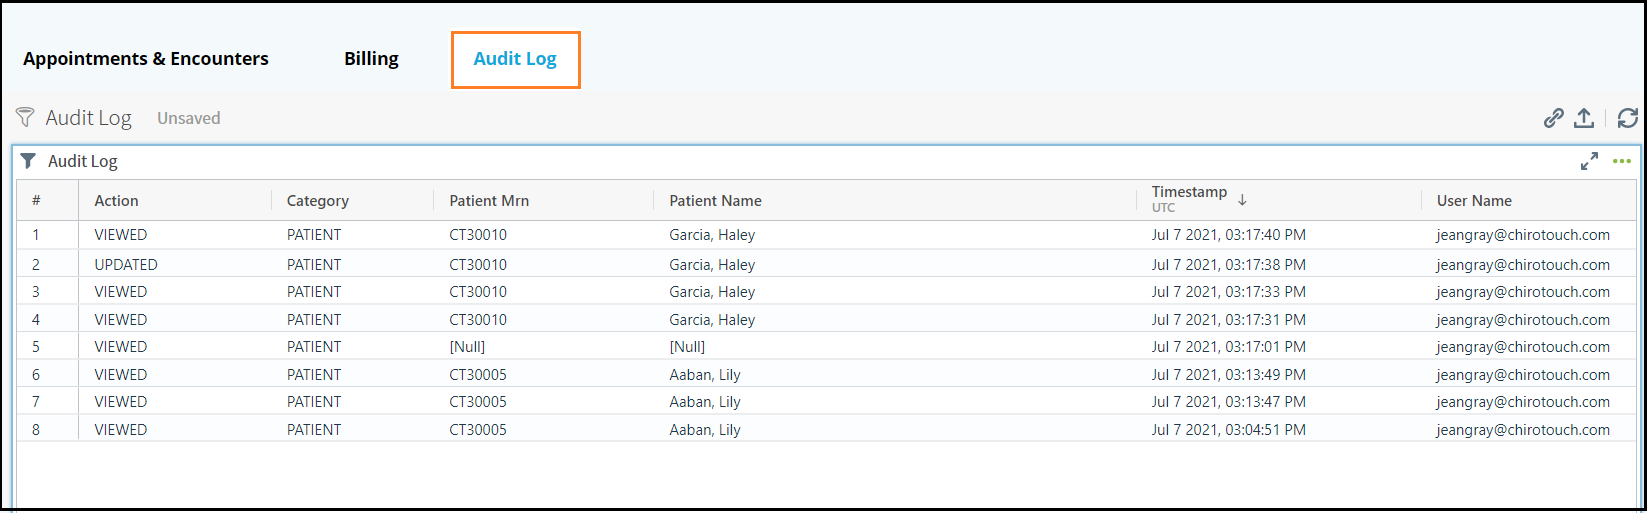 Appointments & Encounters Billing Audit Log
Audit Log Unsaved
Audit Log
# Action Category Patient Mrn Patient Name Timestamp UTC User Name
1 VIEWED PATIENT CT30010 Garcia, Haley Jul 7 2021, 03:17:40 PM jeangray@chirotouch.com
2 UPDATED PATIENT CT30010 Garcia, Haley Jul 7 2021, 03:17:38 PM jeangray@chirotouch.com
3 VIEWED PATIENT CT30010 Garcia, Haley Jul 7 2021, 03:17:33 PM jeangray@chirotouch.com
4 VIEWED PATIENT CT30010 Garcia, Haley Jul 7 2021, 03:17:31 PM jeangray@chirotouch.com
5 VIEWED PATIENT [Null] [Null] Jul 7 2021, 03:17:01 PM jeangray@chirotouch.com
6 VIEWED PATIENT CT30005 Aaban, Lily Jul 7 2021, 03:13:49 PM jeangray@chirotouch.com
7 VIEWED PATIENT CT30005 Aaban, Lily Jul 7 2021, 03:13:47 PM jeangray@chirotouch.com
8 VIEWED PATIENT CT30005 Aaban, Lily Jul 7 2021, 03:04:51 PM jeangray@chirotouch.com